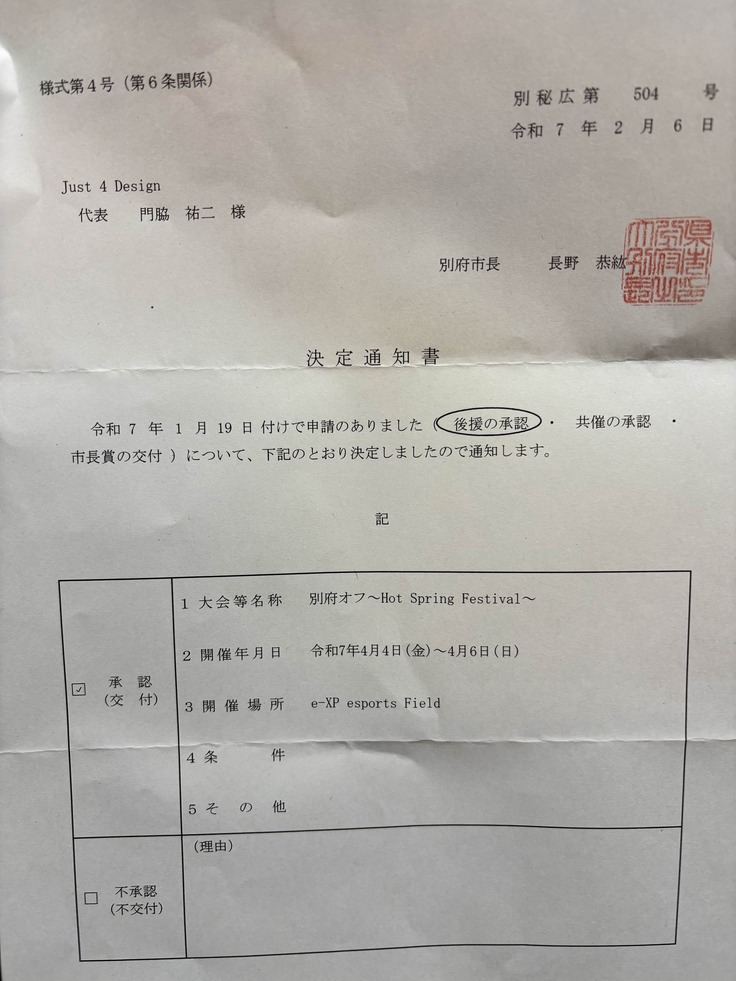 様式第4号（第6条関係）
別秘広第 504 号
令和 7 年 2 月 6 日
Just 4 Design
代表 門脇 祐二 様
別府市長 長野 恭紘
決定通知書
令和 7 年 1 月 19 日 付けで申請のありました（ 後援の承認 ・ 共催の承認 ・
市長賞の交付 ）について、下記のとおり決定しましたので通知します。
記
☑ 承 認
（交 付）
1 大会等名称 別府オフ～Hot Spring Festival～
2 開催年月日 令和7年4月4日(金)～4月6日(日)
3 開催場所 e-XP esports Field
4 条 件
5 そ の 他
□ 不承認
（不交付）
（理由）